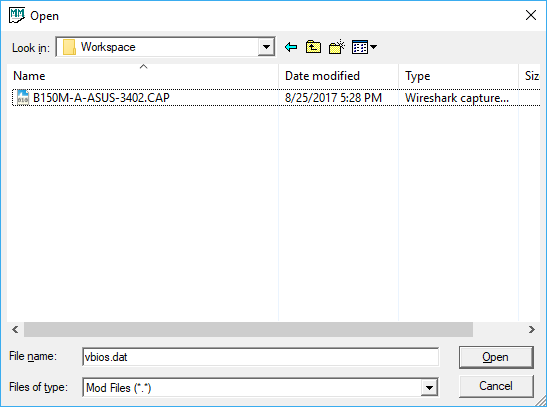 Open
Look in: Workspace
Name Date modified Type Siz
B150M-A-ASUS-3402.CAP 8/25/2017 5:28 PM Wireshark capture...
File name: vbios.dat Open
Files of type: Mod Files (*.*) Cancel